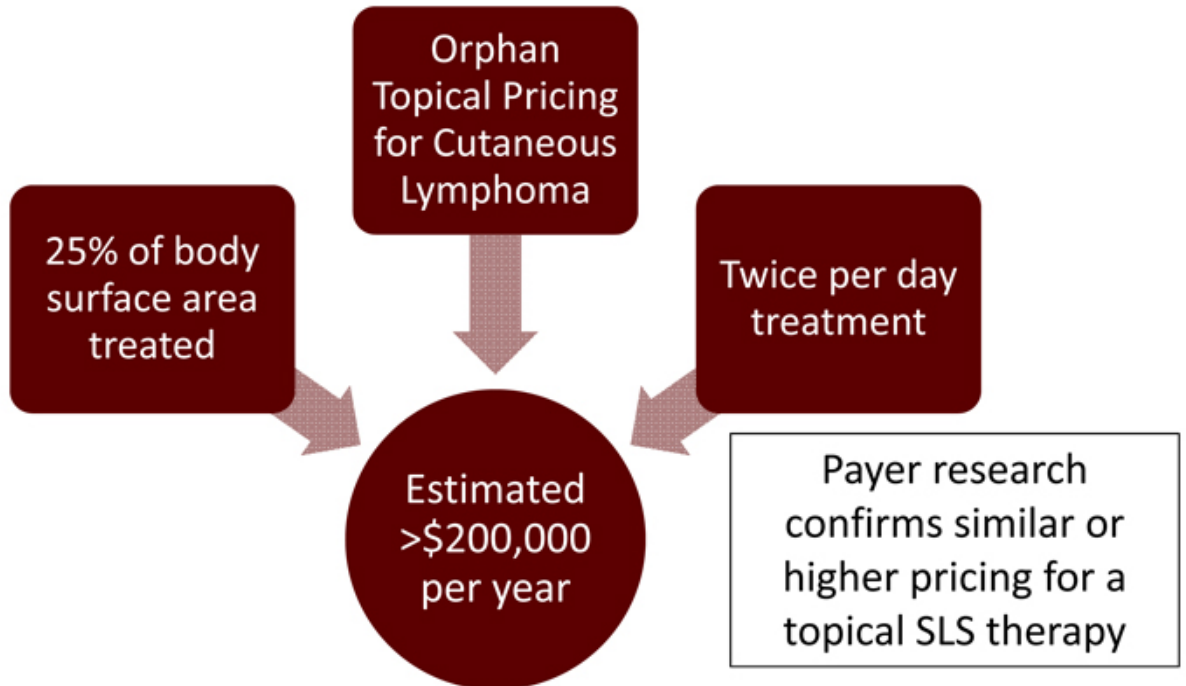 Orphan
Topical Pricing
for Cutaneous
Lymphoma
25% of body
surface area
treated
Twice per day
treatment
Estimated
>$200,000
per year
Payer research
confirms similar or
higher pricing for a
topical SLS therapy